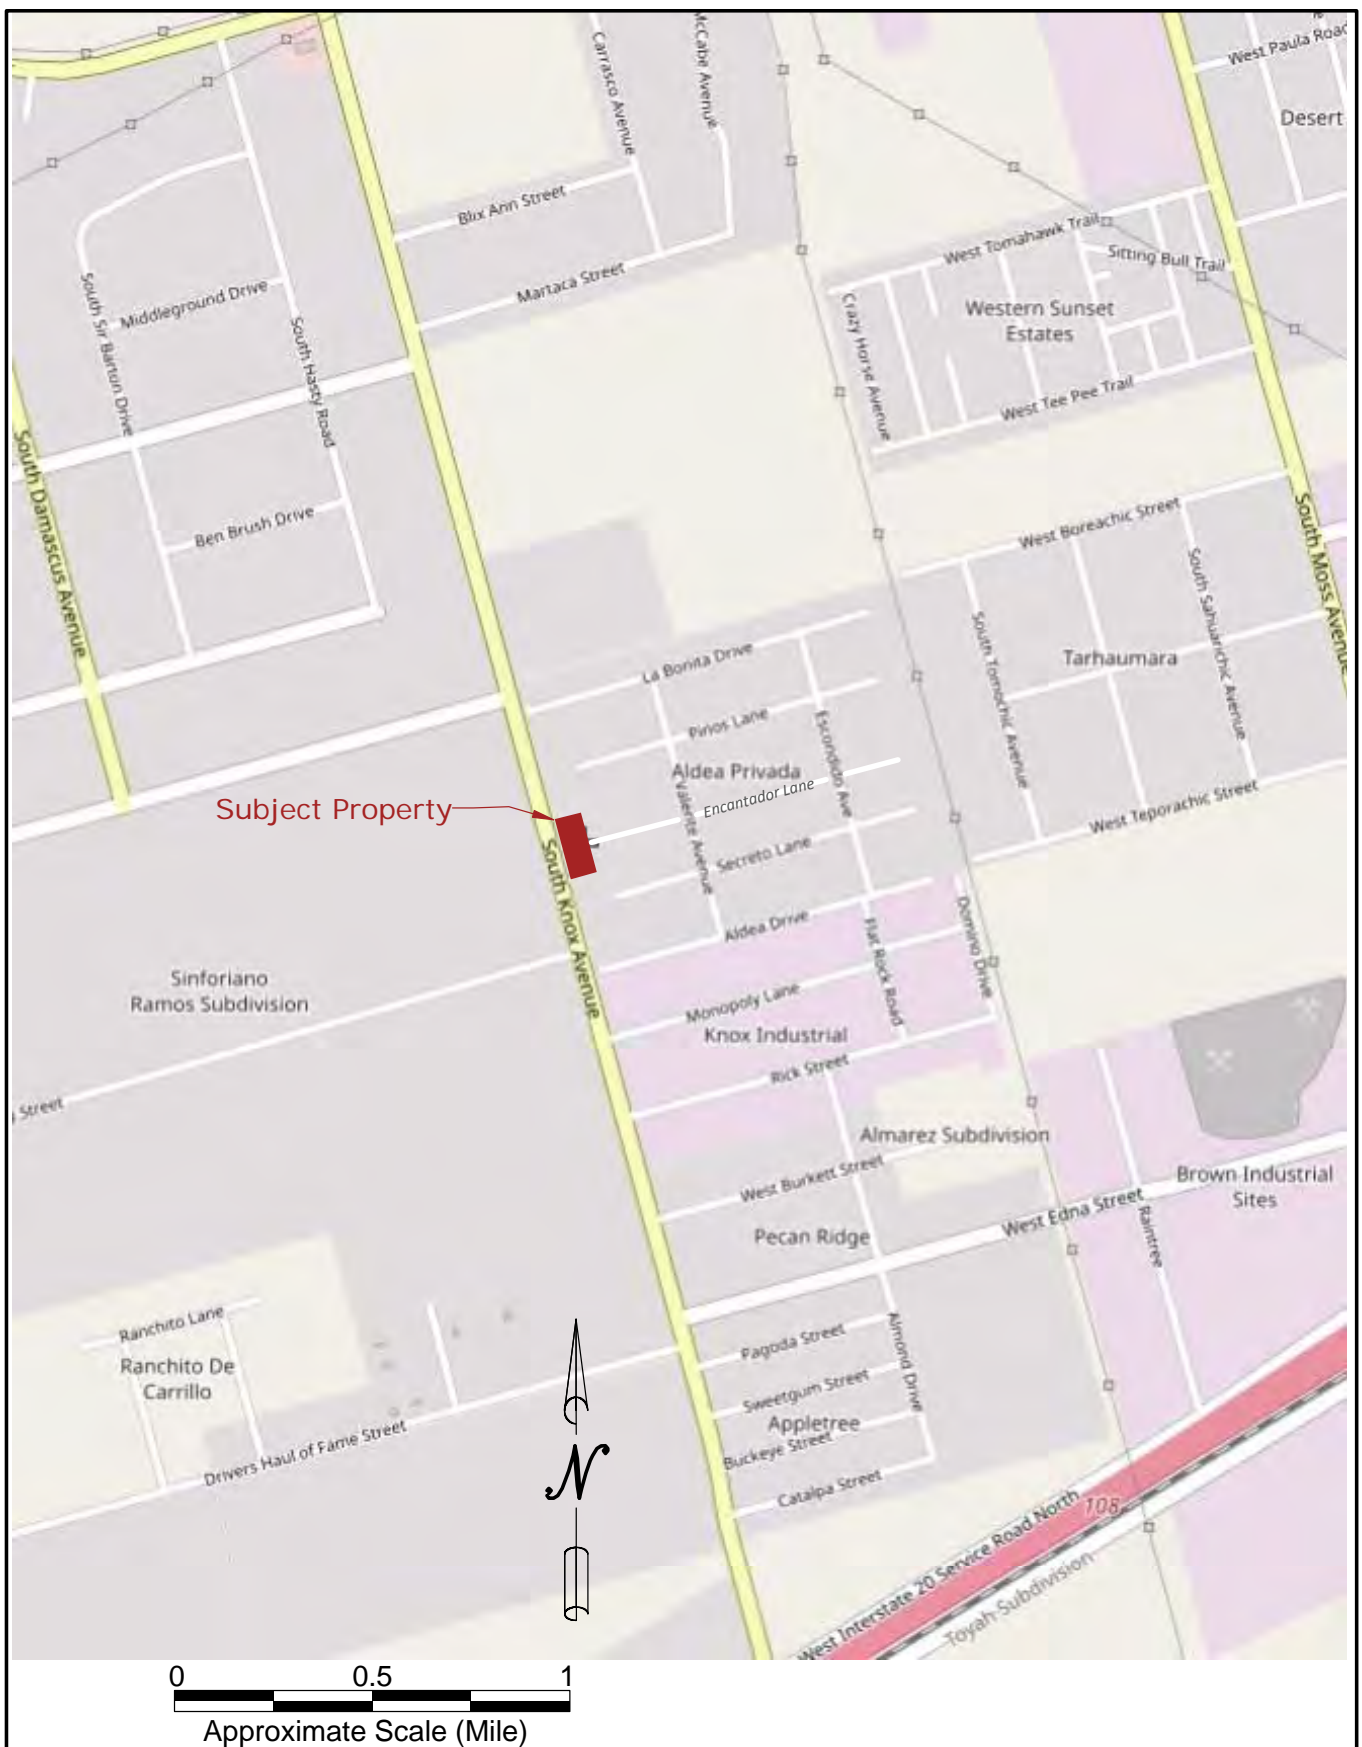 Carrasco Avenue
McCabe Avenue
West Paula Road
Desert
Blix Ann Street
Martaca Street
West Tomahawk Trail
Sitting Bull Trail
South Sir Barton Drive
Middleground Drive
South Hasty Road
Crazy Horse Avenue
Western Sunset
Estates
West Tee Pee Trail
South Damascus Avenue
Ben Brush Drive
West Boreachic Street
South Moss Avenue
South Sahuarichic Avenue
South Tomochic Avenue
Tarhaumara
La Bonita Drive
Pinos Lane
Escondido Ave
Aldea Privada
Encantador Lane
Valente Avenue
Subject Property
West Teporachic Street
South Knox Avenue
Secreto Lane
Aldea Drive
Flat Rock Road
Domino Drive
Sinforiano
Ramos Subdivision
Monopoly Lane
Knox Industrial
Rick Street
Street
Almarez Subdivision
West Burkett Street
Brown Industrial
Sites
West Edna Street
Raintree
Pecan Ridge
Ranchito Lane
Ranchito De
Carrillo
Pagoda Street
Almond Drive
Sweetgum Street
Appletree
Buckeye Street
Drivers Haul of Fame Street
Catalpa Street
N
108
West Interstate 20 Service Road North
Toyah Subdivision
0 0.5 1
Approximate Scale (Mile)